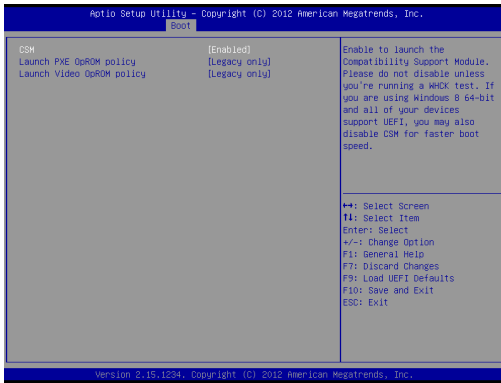 Aptio Setup Utility – Copyright (C) 2012 American Megatrends, Inc.
Boot
CSM [Enabled]
Launch PXE OpROM policy [Legacy only]
Launch Video OpROM policy [Legacy only]
Enable to launch the
Compatibility Support Module.
Please do not disable unless
you're running a WHCK test. If
you are using Windows 8 64-bit
and all of your devices
support UEFI, you may also
disable CSM for faster boot
speed.
↔: Select Screen
↑↓: Select Item
Enter: Select
+/-: Change Option
F1: General Help
F7: Discard Changes
F9: Load UEFI Defaults
F10: Save and Exit
ESC: Exit
Version 2.15.1234. Copyright (C) 2012 American Megatrends, Inc.